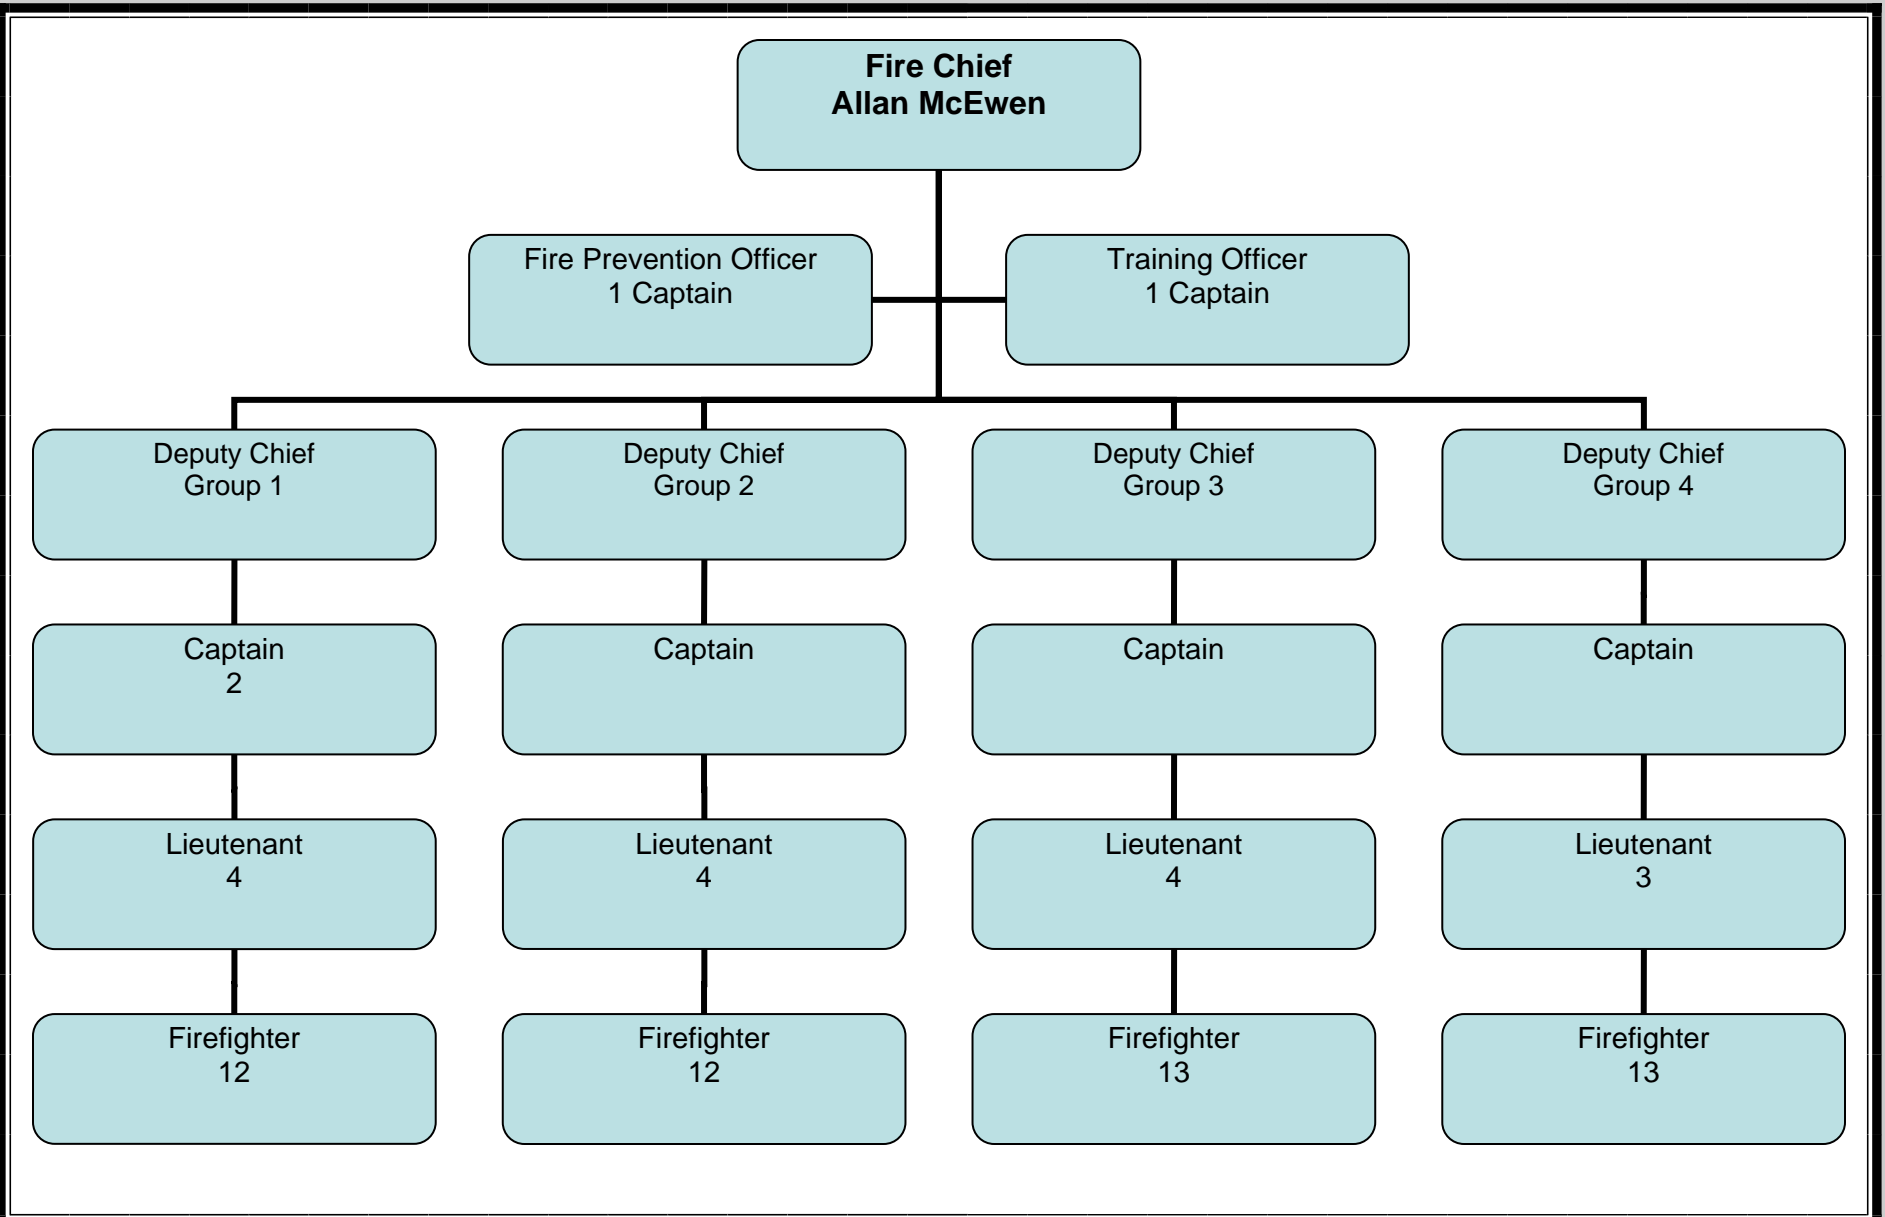 Fire Chief
Allan McEwen
Fire Prevention Officer
1 Captain
Training Officer
1 Captain
Deputy Chief
Group 1
Deputy Chief
Group 2
Deputy Chief
Group 3
Deputy Chief
Group 4
Captain
2
Captain
Captain
Captain
Lieutenant
4
Lieutenant
4
Lieutenant
4
Lieutenant
3
Firefighter
12
Firefighter
12
Firefighter
13
Firefighter
13